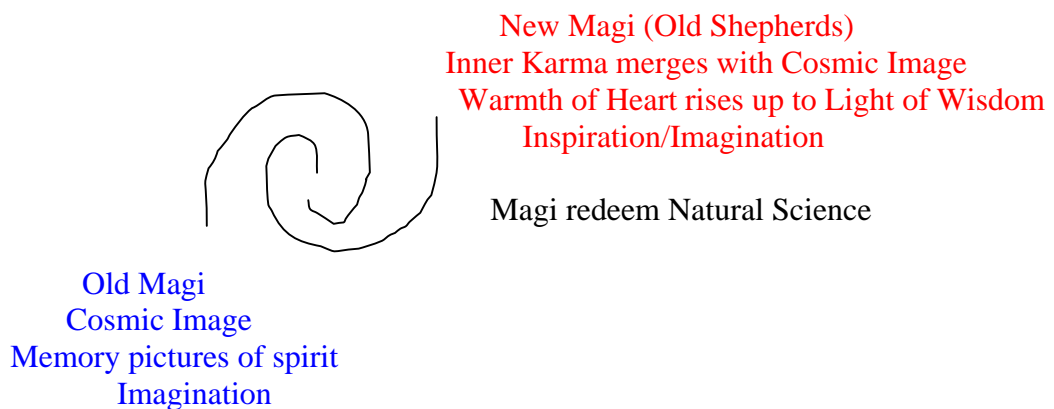 New Magi (Old Shepherds)
Inner Karma merges with Cosmic Image
Warmth of Heart rises up to Light of Wisdom
Inspiration/Imagination
Magi redeem Natural Science
Old Magi
Cosmic Image
Memory pictures of spirit
Imagination